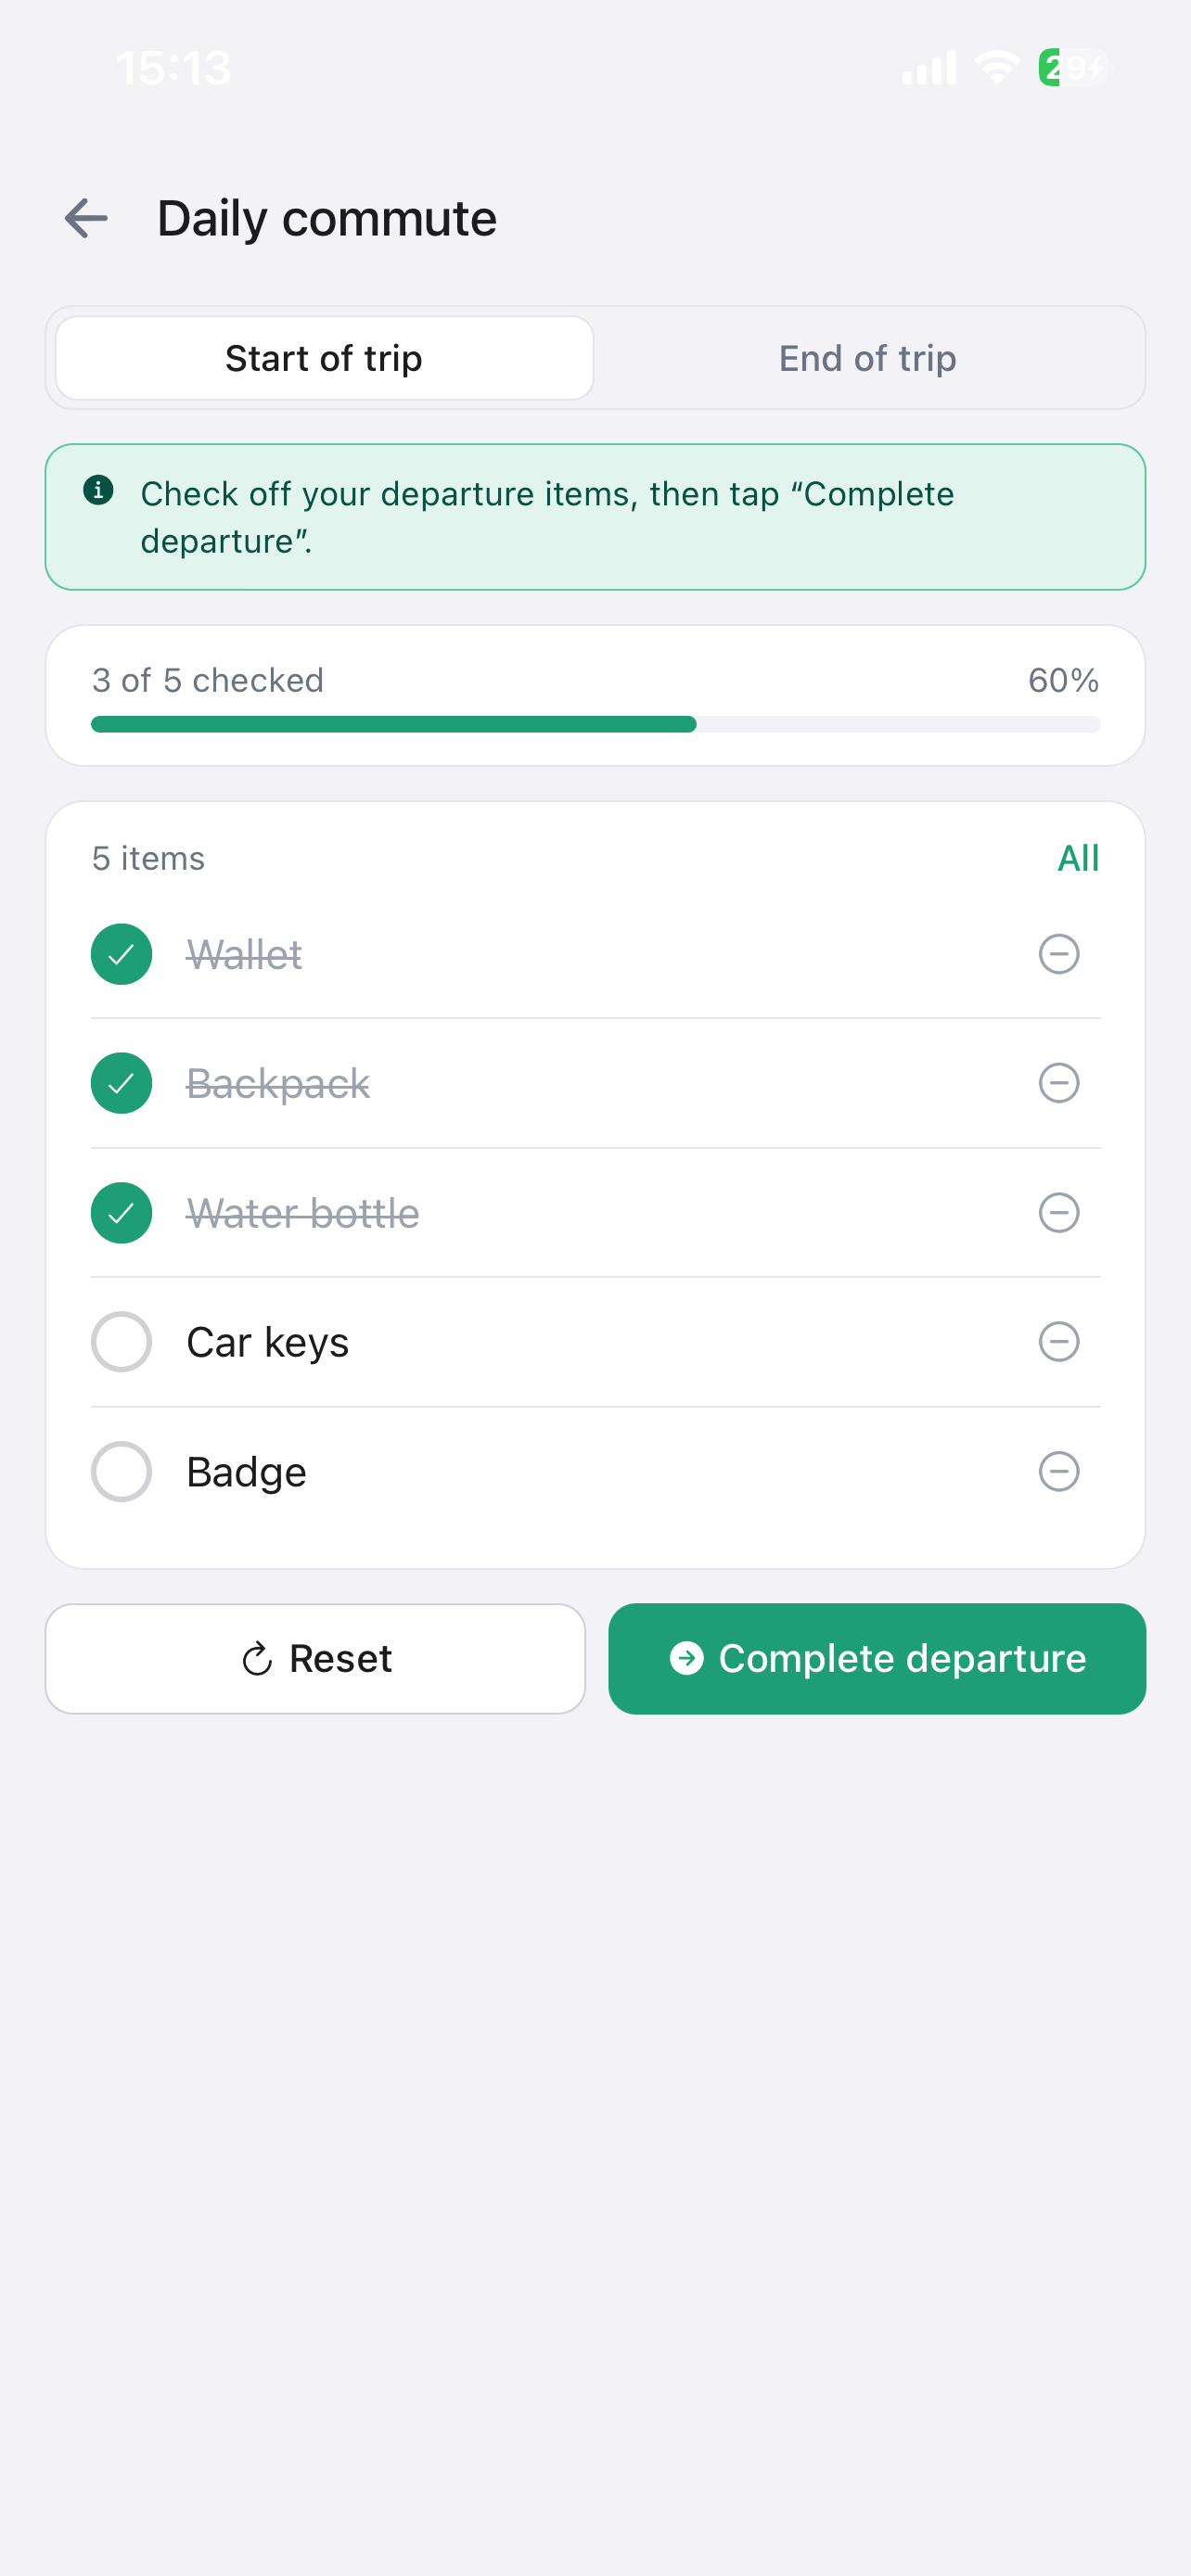 15:13
29
Daily commute
Start of trip
End of trip
Check off your departure items, then tap “Complete
departure”.
3 of 5 checked
60%
5 items
All
Wallet
Backpack
Water bottle
Car keys
Badge
Reset
Complete departure